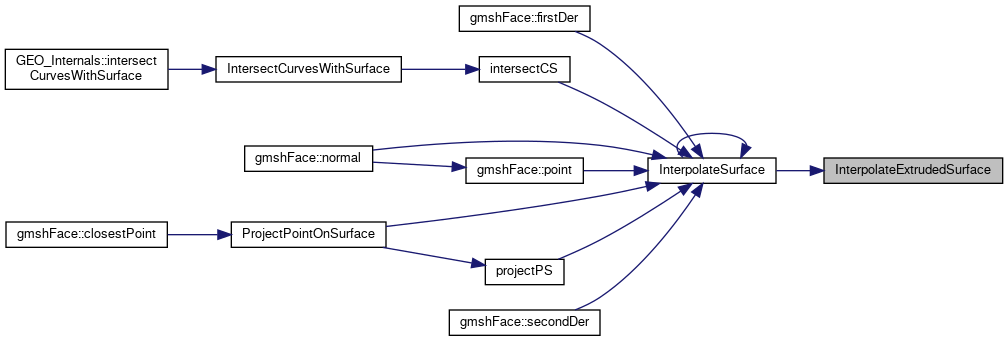 gmshFace::firstDer
GEO_Internals::intersect
CurvesWithSurface
IntersectCurvesWithSurface
intersectCS
gmshFace::normal
gmshFace::point
InterpolateSurface
InterpolateExtrudedSurface
gmshFace::closestPoint
ProjectPointOnSurface
projectPS
gmshFace::secondDer